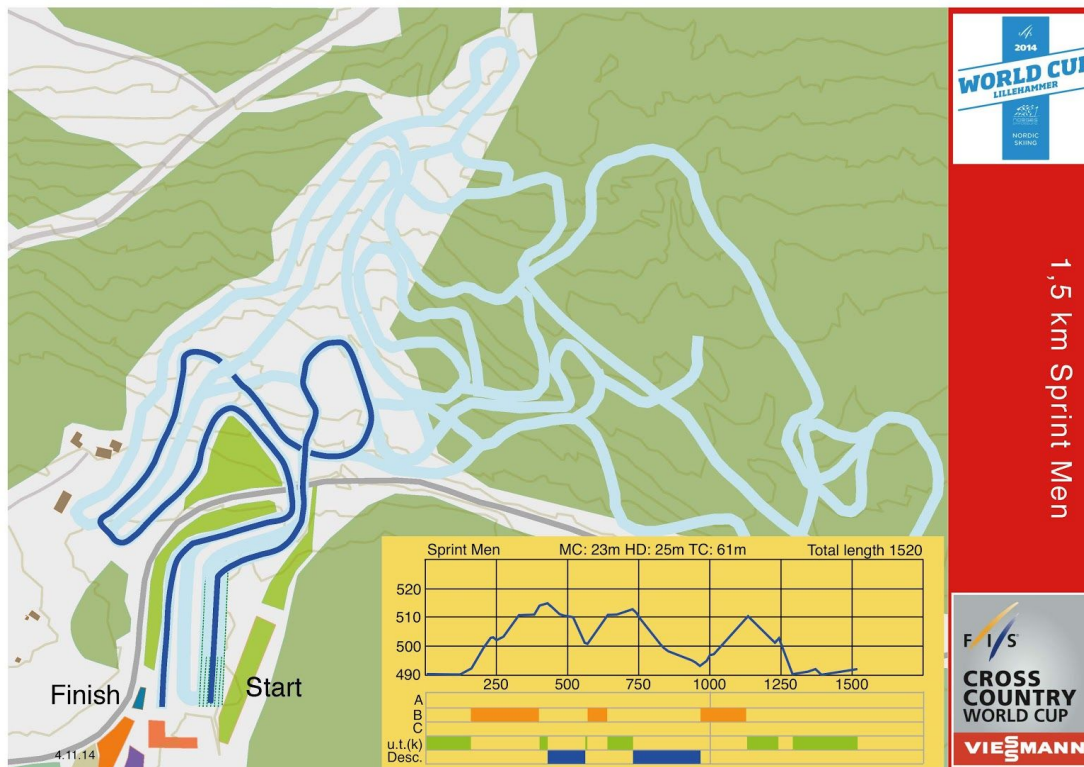 2014
WORLD CUP
LILLEHAMMER
NORGES
NORDIC
SKIING
1,5 km Sprint Men
Finish
Start
4.11.14
Sprint Men MC: 23m HD: 25m TC: 61m Total length 1520
520
510
500
490
250 500 750 1000 1250 1500
A
B
C
u.t.(k)
Desc.
FIS
CROSS
COUNTRY
WORLD CUP
VIESSMANN